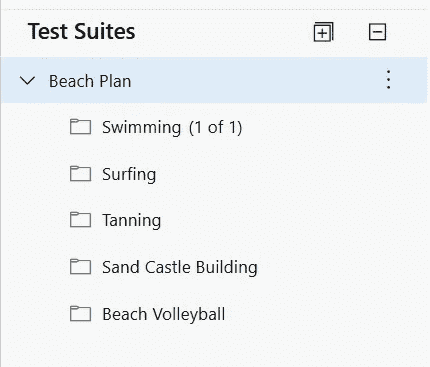 Test Suites
Beach Plan
Swimming (1 of 1)
Surfing
Tanning
Sand Castle Building
Beach Volleyball